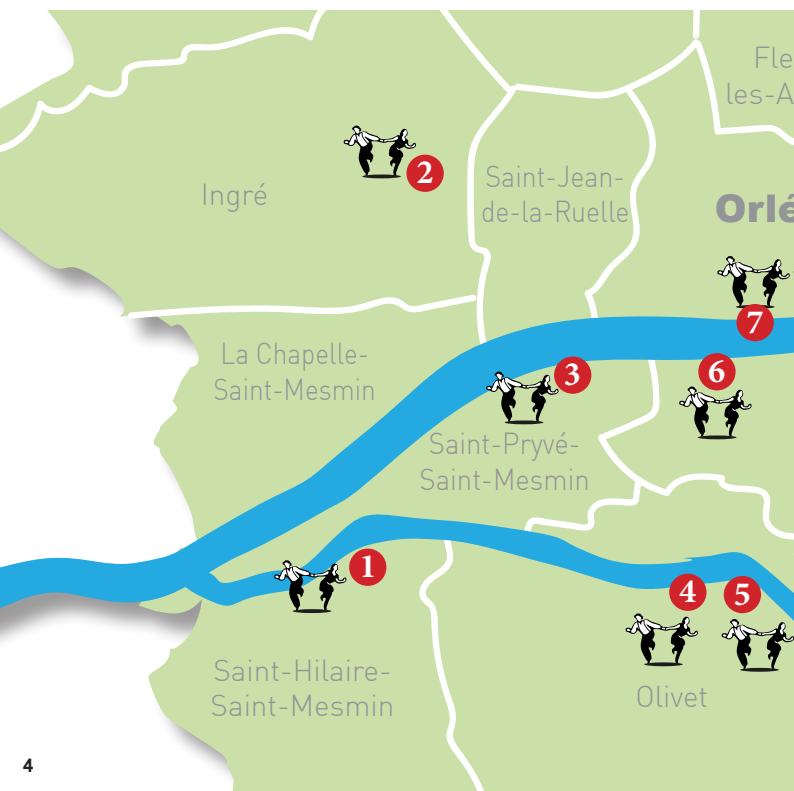 Fle
les-A
2
Ingré
Saint-Jean-
de-la-Ruelle
Orlé
7
La Chapelle-
Saint-Mesmin
3
6
Saint-Pryvé-
Saint-Mesmin
1
4
5
Saint-Hilaire-
Saint-Mesmin
Olivet
4